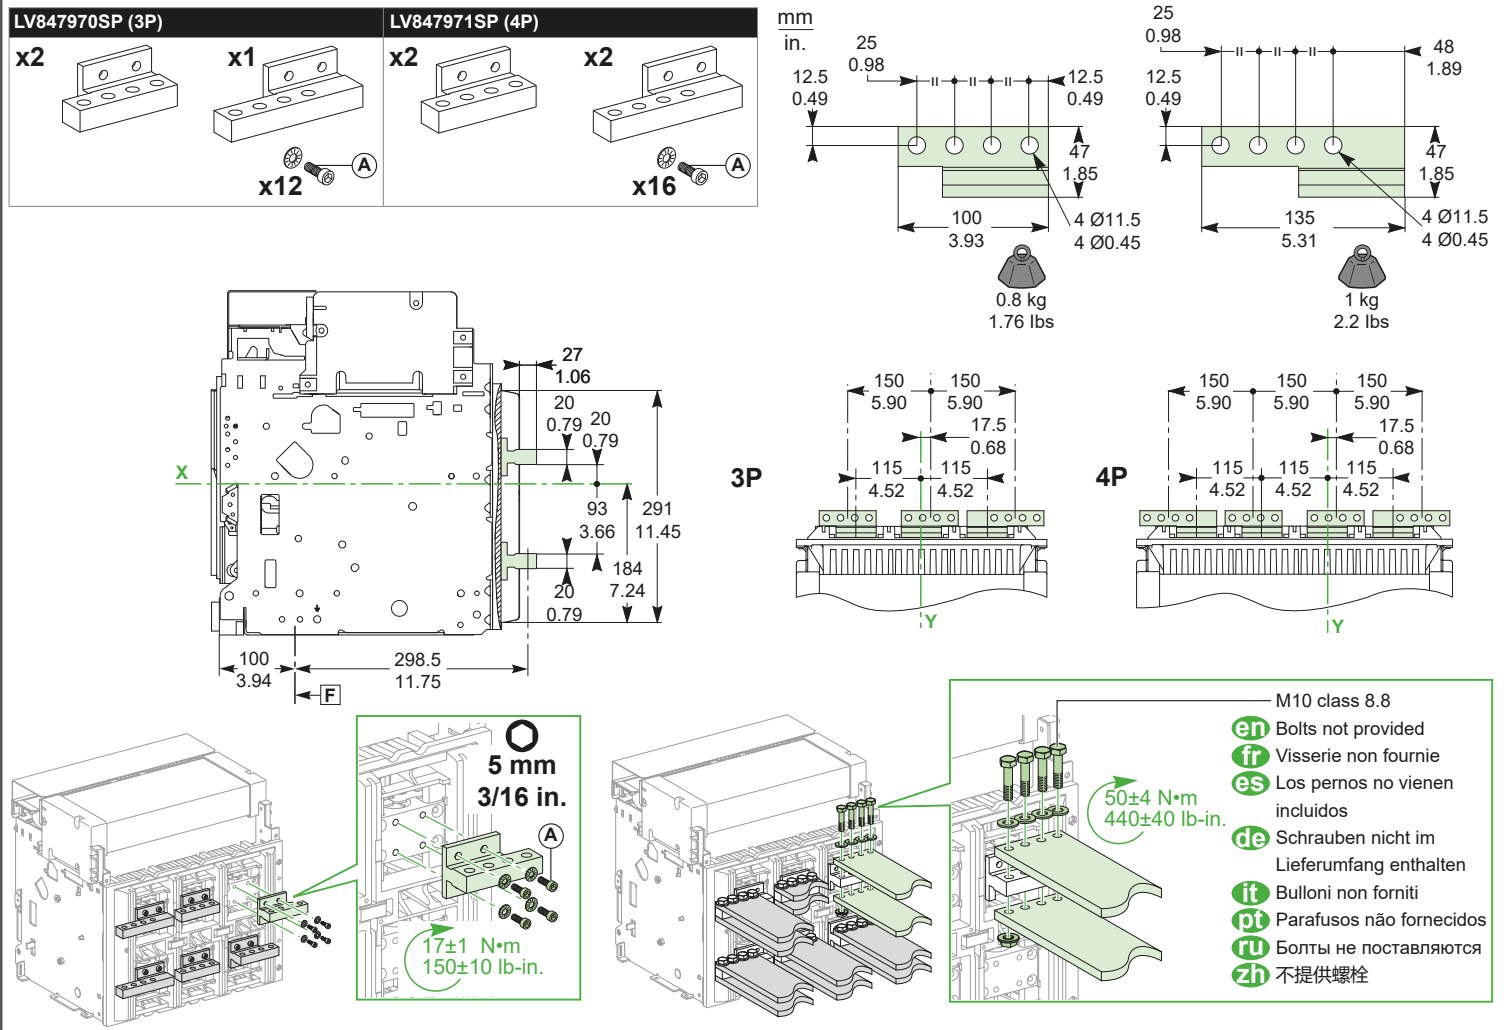 LV847970SP (3P)
LV847971SP (4P)
x2
x1
x2
x2
A
x12
A
x16
mm
in.
25
0.98
12.5
0.49
12.5
0.49
47
1.85
100
3.93
4 Ø11.5
4 Ø0.45
0.8 kg
1.76 lbs
25
0.98
12.5
0.49
48
1.89
47
1.85
135
5.31
4 Ø11.5
4 Ø0.45
1 kg
2.2 lbs
27
1.06
20
0.79
20
0.79
X
93
3.66
291
11.45
184
7.24
20
0.79
100
3.94
298.5
11.75
F
3P
150
5.90
150
5.90
17.5
0.68
115
4.52
115
4.52
Y
4P
150
5.90
150
5.90
150
5.90
17.5
0.68
115
4.52
115
4.52
115
4.52
Y
5 mm
3/16 in.
A
17±1 N•m
150±10 lb-in.
50±4 N•m
440±40 lb-in.
M10 class 8.8
en Bolts not provided
fr Visserie non fournie
es Los pernos no vienen
incluidos
de Schrauben nicht im
Lieferumfang enthalten
it Bulloni non forniti
pt Parafusos não fornecidos
ru Болты не поставляются
zh 不提供螺栓